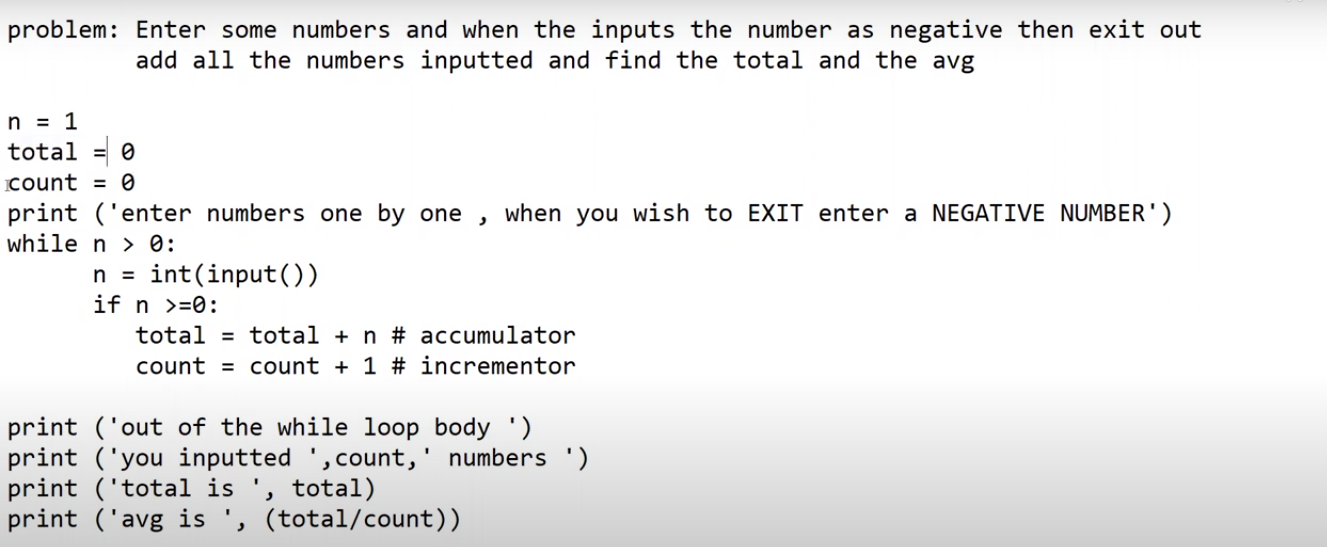 problem: Enter some numbers and when the inputs the number as negative then exit out
add all the numbers inputted and find the total and the avg
n = 1
total = 0
count = 0
print ('enter numbers one by one , when you wish to EXIT enter a NEGATIVE NUMBER')
while n > 0:
n = int(input())
if n >=0:
total = total + n # accumulator
count = count + 1 # incrementor
print ('out of the while loop body ')
print ('you inputted ',count,' numbers ')
print ('total is ', total)
print ('avg is ', (total/count))